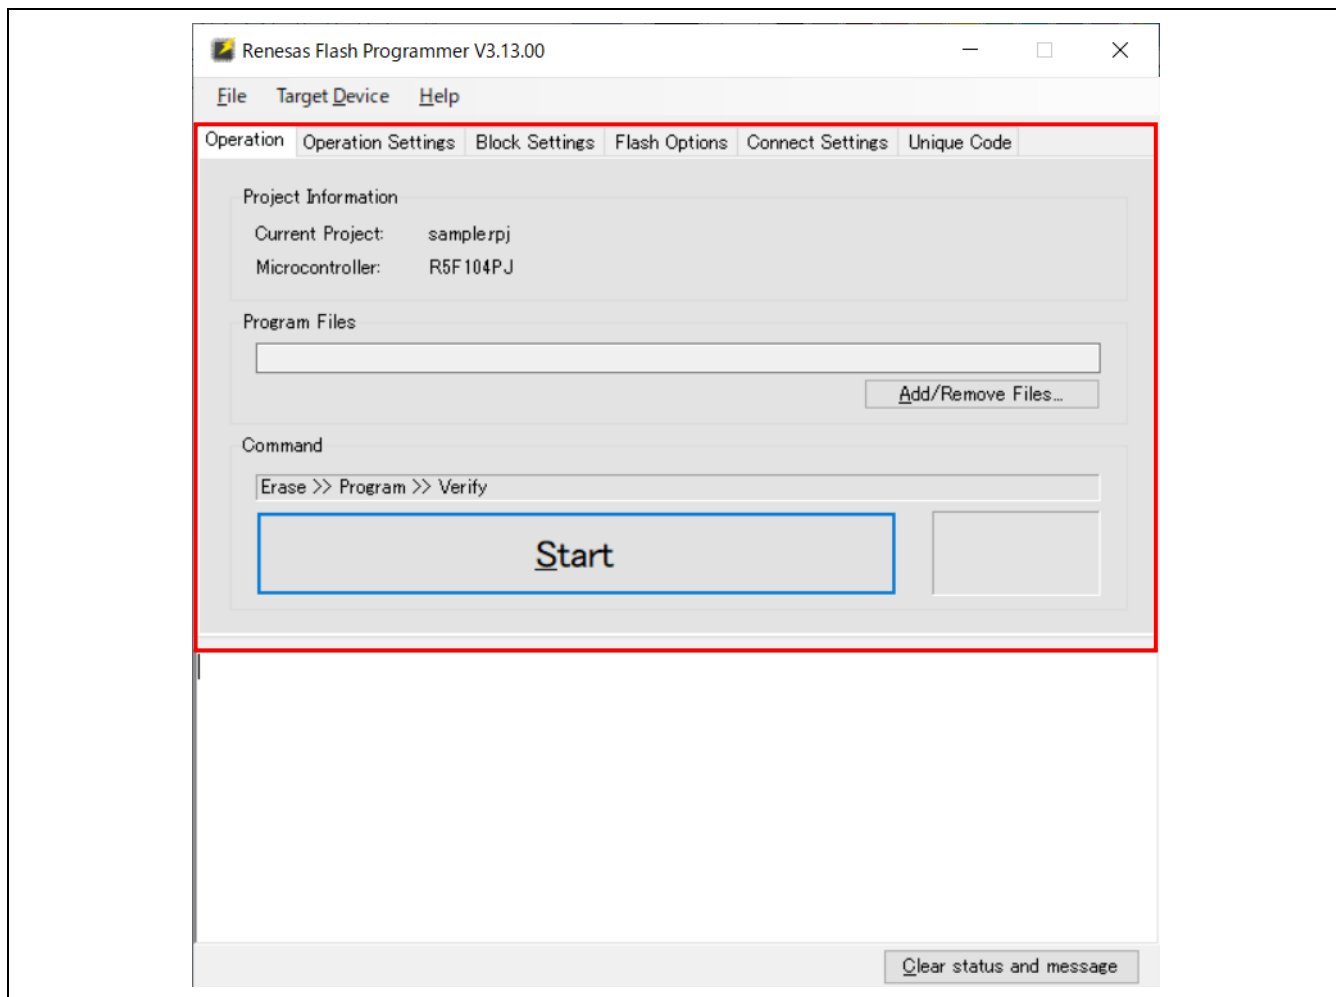 Renesas Flash Programmer V3.13.00
File Target Device Help
Operation Operation Settings Block Settings Flash Options Connect Settings Unique Code
Project Information
Current Project: sample.rpj
Microcontroller: R5F104PJ
Program Files
Add/Remove Files...
Command
Erase >> Program >> Verify
Start
Clear status and message